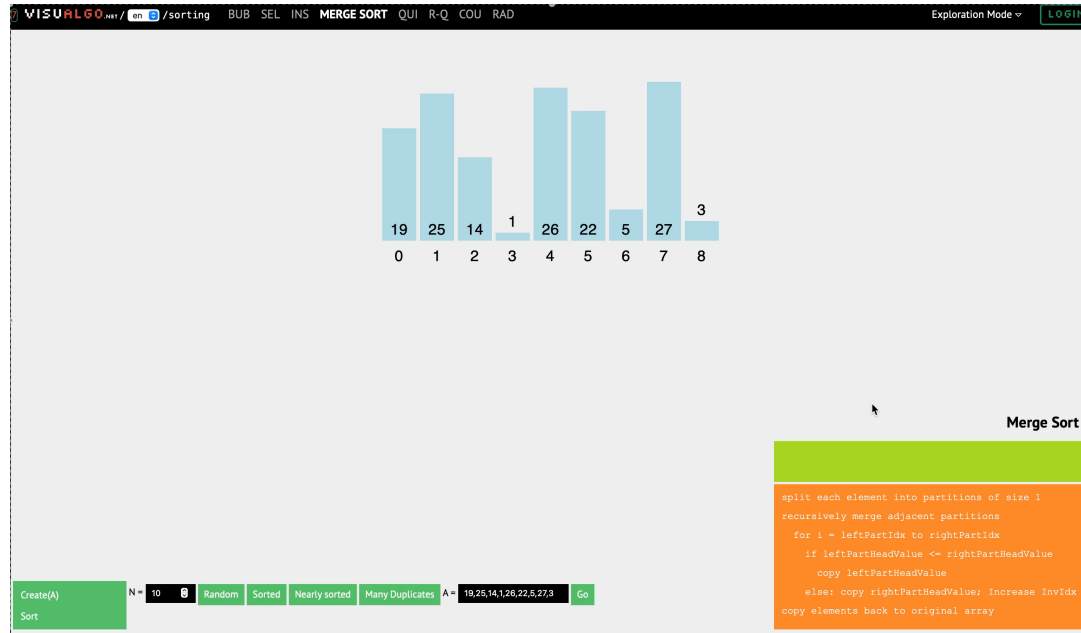 7 VISUALGO.NET / en /sorting BUB SEL INS MERGE SORT QUI R-Q COU RAD Exploration Mode ▿ LOGIN
19 25 14 1 26 22 5 27 3
0 1 2 3 4 5 6 7 8
Merge Sort
split each element into partitions of size 1
recursively merge adjacent partitions
for i = leftPartIdx to rightPartIdx
if leftPartHeadValue <= rightPartHeadValue
copy leftPartHeadValue
else: copy rightPartHeadValue; Increase InvIdx
copy elements back to original array
Create(A) N = 10 Random Sorted Nearly sorted Many Duplicates A = 19,25,14,1,26,22,5,27,3 Go
Sort